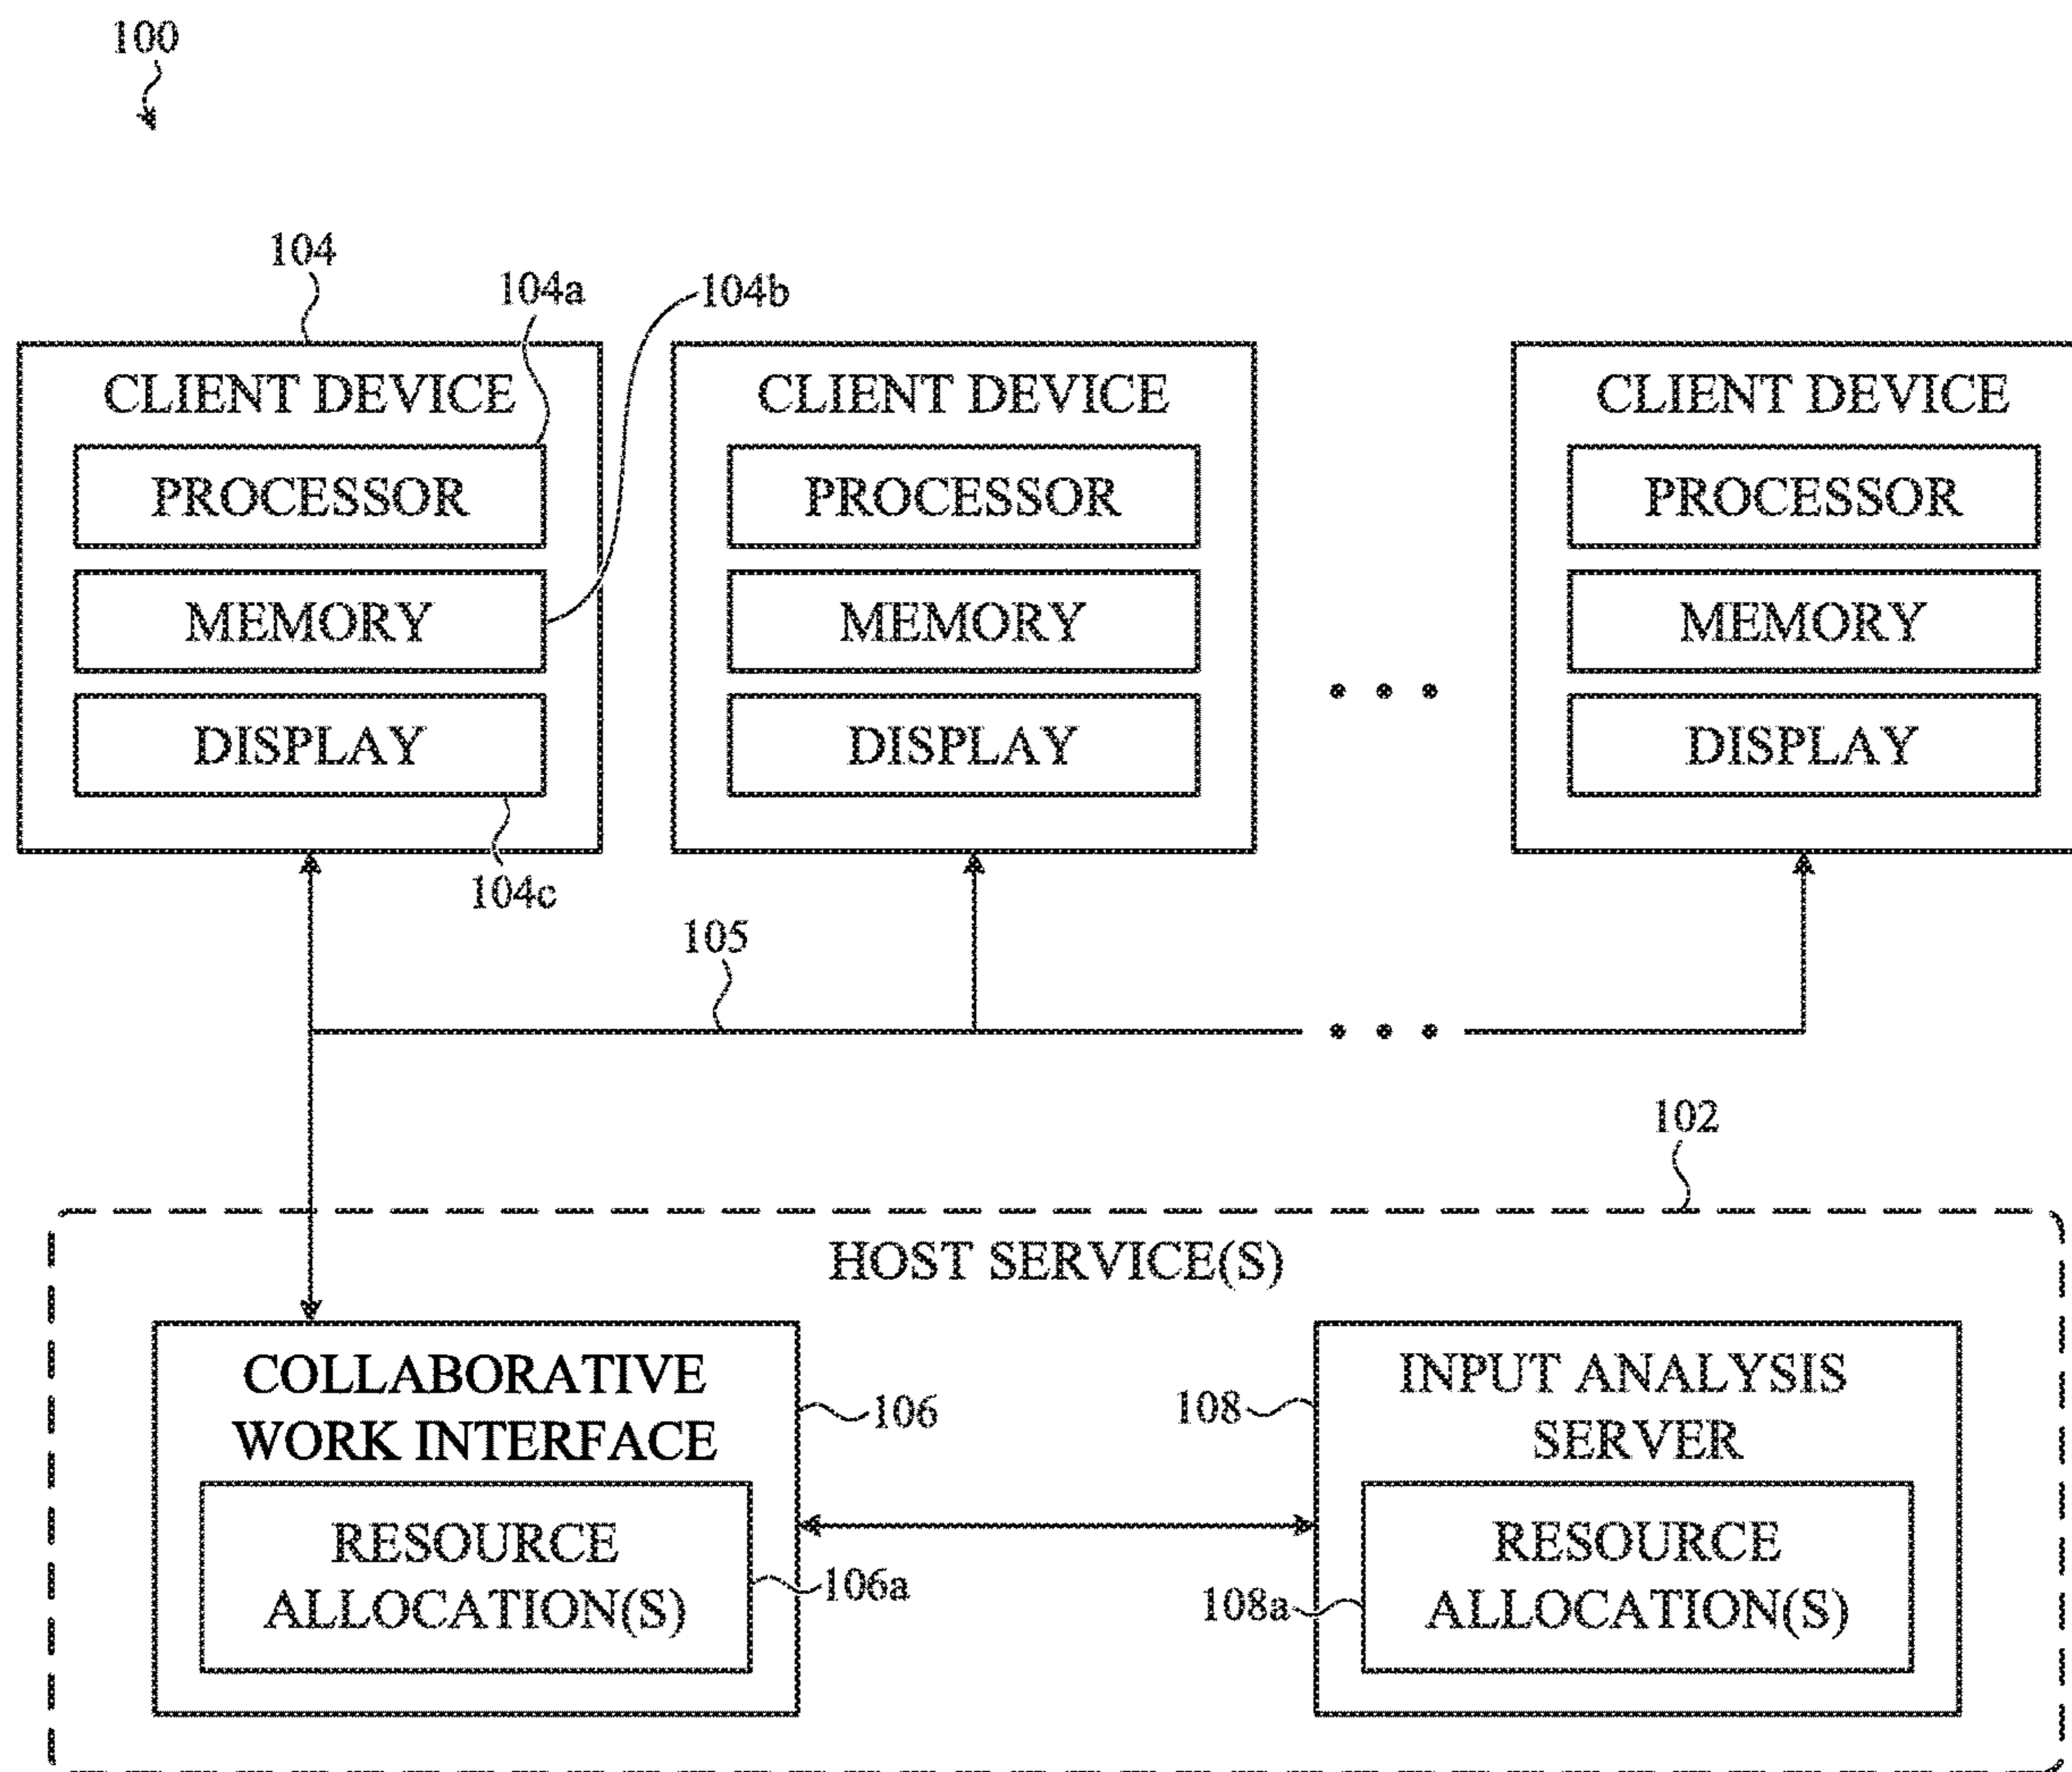 100
104
104a
104b
CLIENT DEVICE
PROCESSOR
MEMORY
DISPLAY
104c
CLIENT DEVICE
PROCESSOR
MEMORY
DISPLAY
CLIENT DEVICE
PROCESSOR
MEMORY
DISPLAY
105
102
HOST SERVICE(S)
COLLABORATIVE
WORK INTERFACE
106
RESOURCE
ALLOCATION(S)
106a
INPUT ANALYSIS
SERVER
108
RESOURCE
ALLOCATION(S)
108a